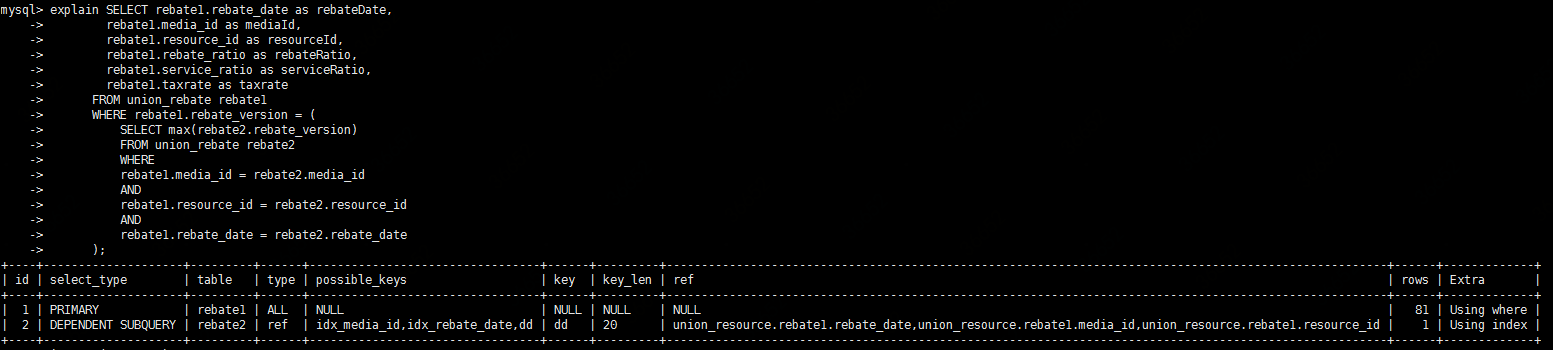 mysql> explain SELECT rebate1.rebate_date as rebateDate,
    ->         rebate1.media_id as mediaId,
    ->         rebate1.resource_id as resourceId,
    ->         rebate1.rebate_ratio as rebateRatio,
    ->         rebate1.service_ratio as serviceRatio,
    ->         rebate1.taxrate as taxrate
    ->       FROM union_rebate rebate1
    ->       WHERE rebate1.rebate_version = (
    ->           SELECT max(rebate2.rebate_version)
    ->           FROM union_rebate rebate2
    ->           WHERE
    ->           rebate1.media_id = rebate2.media_id
    ->           AND
    ->           rebate1.resource_id = rebate2.resource_id
    ->           AND
    ->           rebate1.rebate_date = rebate2.rebate_date
    ->       );
| id | select_type | table | type | possible_keys | key | key_len | ref | rows | Extra |
| 1 | PRIMARY | rebate1 | ALL | NULL | NULL | NULL | NULL | 81 | Using where |
| 2 | DEPENDENT SUBQUERY | rebate2 | ref | idx_media_id,idx_rebate_date,dd | dd | 20 | union_resource.rebate1.rebate_date,union_resource.rebate1.media_id,union_resource.rebate1.resource_id | 1 | Using index |